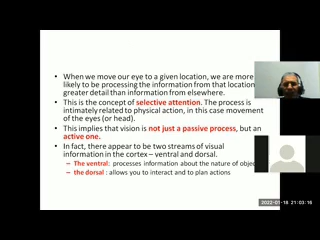 When we move our eye to a given location, we are more
likely to be processing the information from that location
greater detail than information from elsewhere.
This is the concept of selective attention. The process is
intimately related to physical action, in this case movement
of the eyes (or head).
This implies that vision is not just a passive process, but an
active one.
In fact, there appear to be two streams of visual
information in the cortex – ventral and dorsal.
– The ventral: processes information about the nature of objec
– the dorsal : allows you to interact and to plan actions
2022-01-18 21:03:16